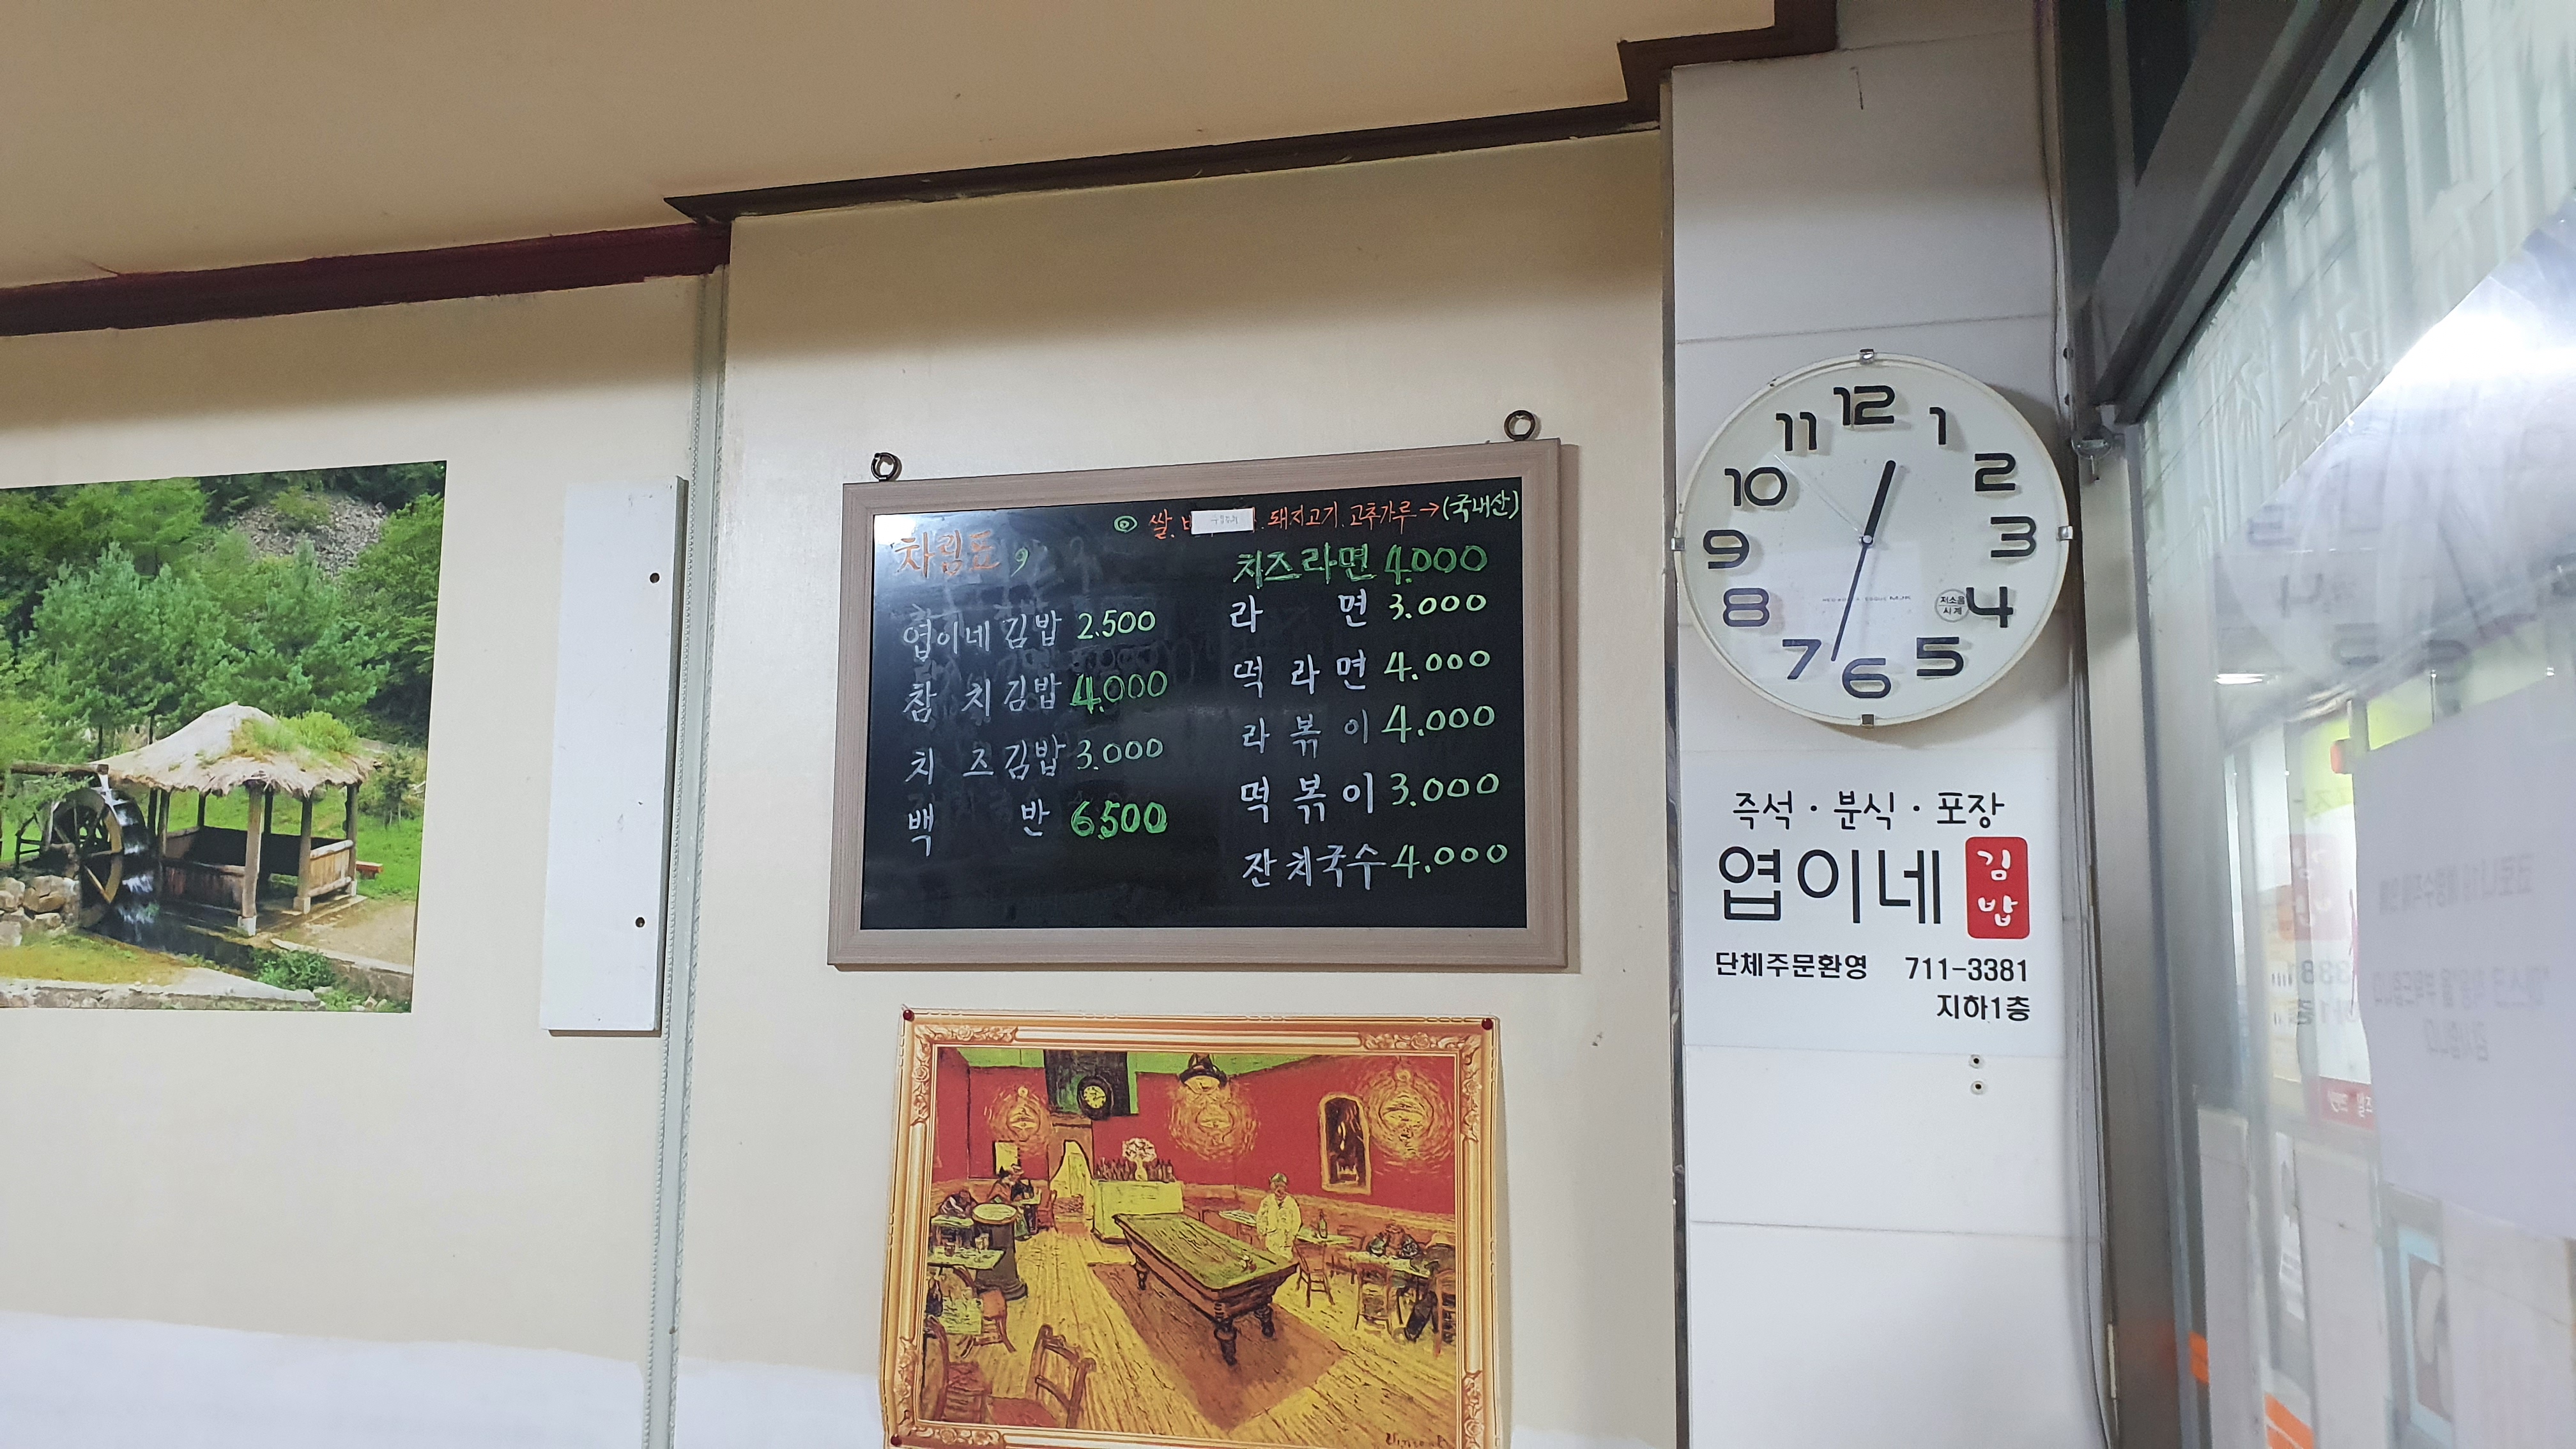 쌀, 돼지고기. 고추가루→(국내산)
차림표
엽이네김밥 2.500
참치김밥 4.000
치즈김밥 3.000
백반 6.500
치즈라면 4.000
라면 3.000
떡라면 4.000
라볶이 4.000
떡볶이 3.000
잔치국수 4.000
12
1
2
3
4
5
6
7
8
9
10
11
저소음
시계
MJK
즉석 · 분식 · 포장
엽이네 김밥
단체주문환영 711-3381
지하1층
Vincent